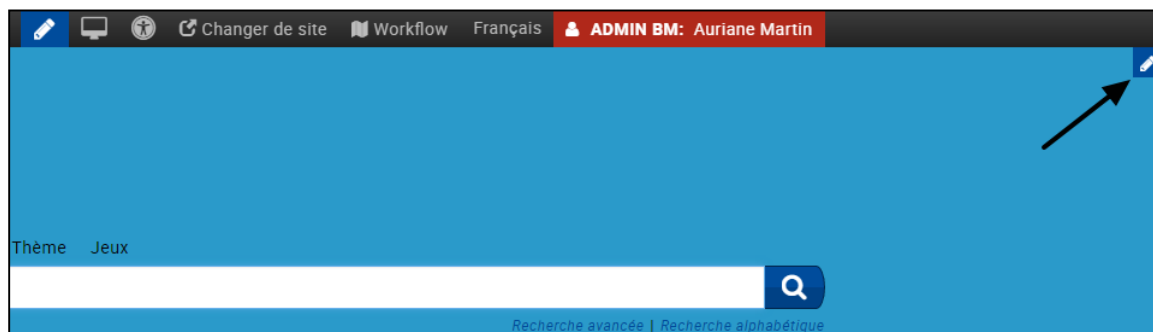 Changer de site Workflow Français ADMIN BM: Auriane Martin
Thème Jeux
Recherche avancée | Recherche alphabétique